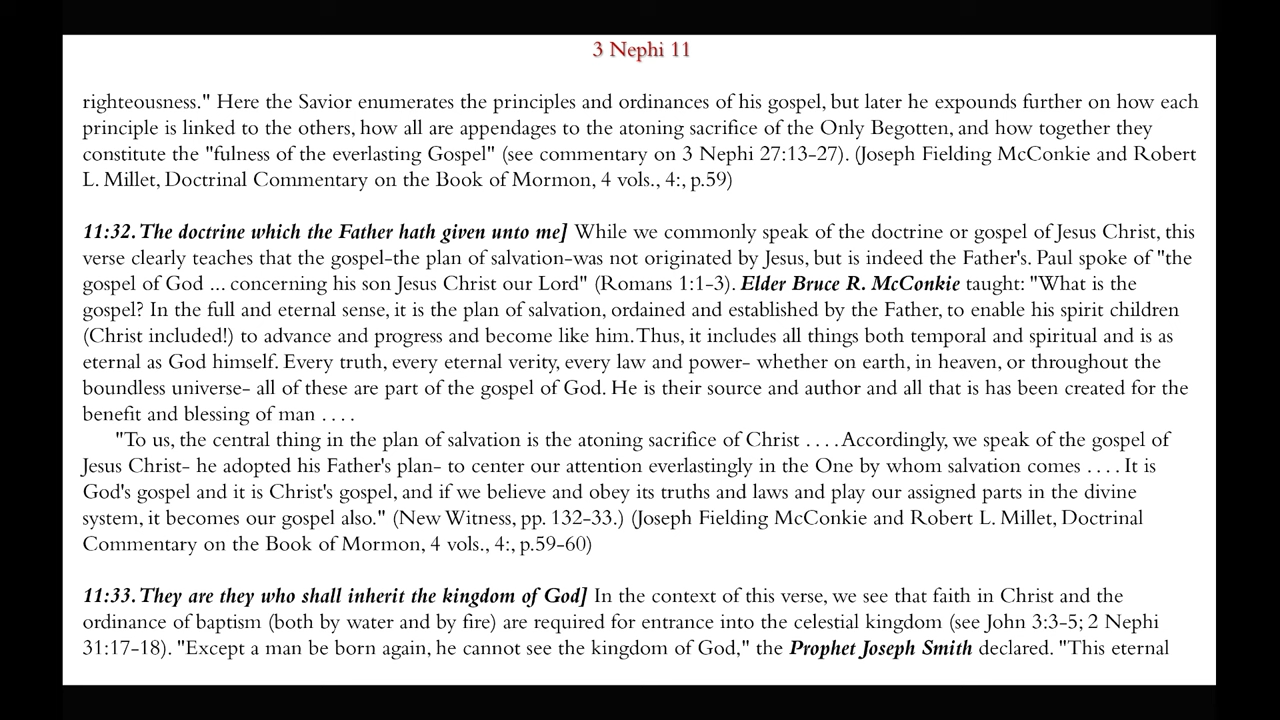 3 Nephi 11
righteousness." Here the Savior enumerates the principles and ordinances of his gospel, but later he expounds further on how each
principle is linked to the others, how all are appendages to the atoning sacrifice of the Only Begotten, and how together they
constitute the "fulness of the everlasting Gospel" (see commentary on 3 Nephi 27:13-27). (Joseph Fielding McConkie and Robert
L. Millet, Doctrinal Commentary on the Book of Mormon, 4 vols., 4:, p.59)
11:32. The doctrine which the Father hath given unto me] While we commonly speak of the doctrine or gospel of Jesus Christ, this
verse clearly teaches that the gospel-the plan of salvation-was not originated by Jesus, but is indeed the Father's. Paul spoke of "the
gospel of God ... concerning his son Jesus Christ our Lord" (Romans 1:1-3). Elder Bruce R. McConkie taught: "What is the
gospel? In the full and eternal sense, it is the plan of salvation, ordained and established by the Father, to enable his spirit children
(Christ included!) to advance and progress and become like him. Thus, it includes all things both temporal and spiritual and is as
eternal as God himself. Every truth, every eternal verity, every law and power- whether on earth, in heaven, or throughout the
boundless universe- all of these are part of the gospel of God. He is their source and author and all that is has been created for the
benefit and blessing of man . . . .
"To us, the central thing in the plan of salvation is the atoning sacrifice of Christ . . . . Accordingly, we speak of the gospel of
Jesus Christ- he adopted his Father's plan- to center our attention everlastingly in the One by whom salvation comes . . . . It is
God's gospel and it is Christ's gospel, and if we believe and obey its truths and laws and play our assigned parts in the divine
system, it becomes our gospel also." (New Witness, pp. 132-33.) (Joseph Fielding McConkie and Robert L. Millet, Doctrinal
Commentary on the Book of Mormon, 4 vols., 4:, p.59-60)
11:33. They are they who shall inherit the kingdom of God] In the context of this verse, we see that faith in Christ and the
ordinance of baptism (both by water and by fire) are required for entrance into the celestial kingdom (see John 3:3-5; 2 Nephi
31:17-18). "Except a man be born again, he cannot see the kingdom of God," the Prophet Joseph Smith declared. "This eternal